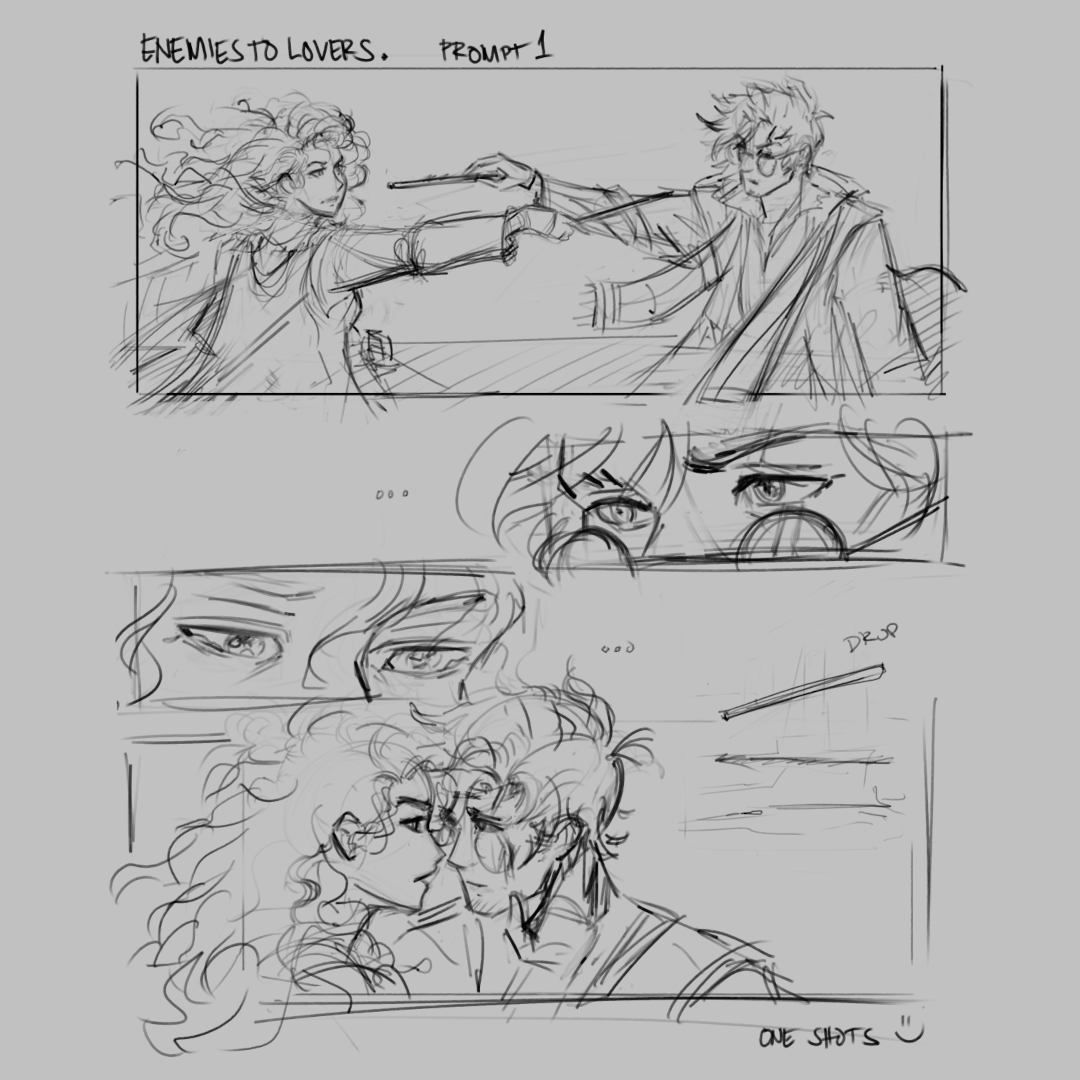 ENEMIES TO LOVERS. PROMPT 1
...
...
DROP
ONE SHOTS